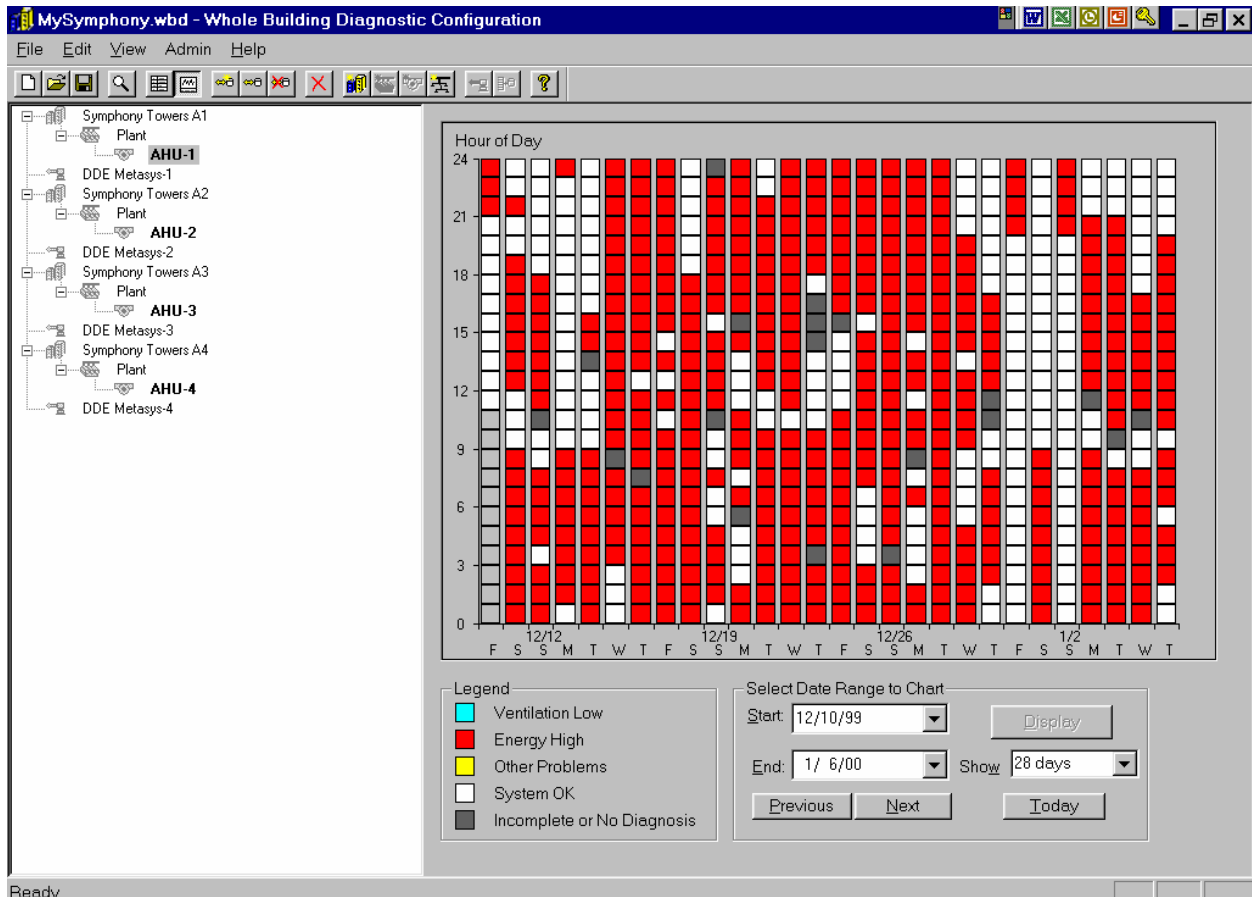 MySymphony.wbd - Whole Building Diagnostic Configuration
File Edit View Admin Help
Symphony Towers A1
Plant
AHU-1
DDE Metasys-1
Symphony Towers A2
Plant
AHU-2
DDE Metasys-2
Symphony Towers A3
Plant
AHU-3
DDE Metasys-3
Symphony Towers A4
Plant
AHU-4
DDE Metasys-4
Hour of Day
24
21
18
15
12
9
6
3
0
12/12 12/19 12/26 1/2
F S S M T W T F S S M T W T F S S M T W T F S S M T W T
Legend
Ventilation Low
Energy High
Other Problems
System OK
Incomplete or No Diagnosis
Select Date Range to Chart
Start: 12/10/99 Display
End: 1/ 6/00 Show 28 days
Previous Next Today
Ready